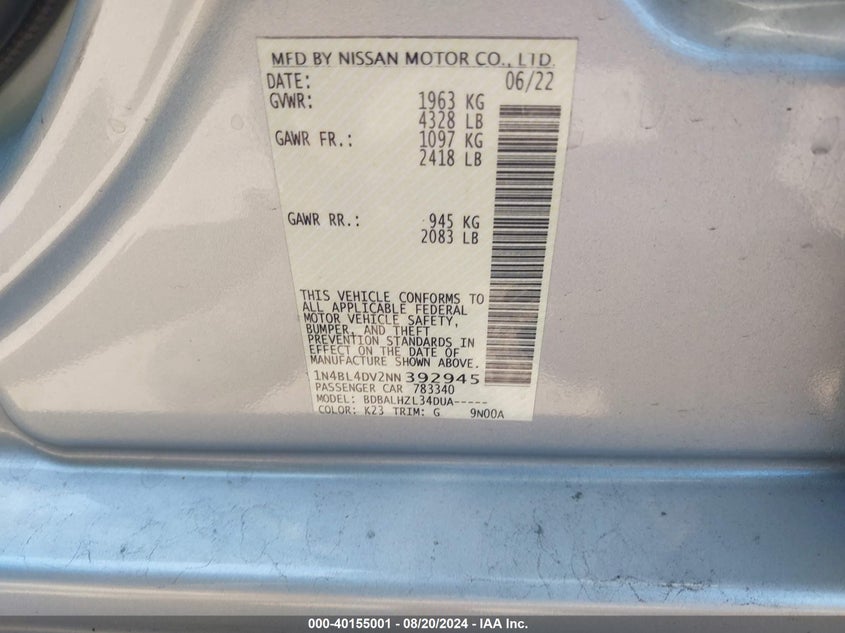 MFD BY NISSAN MOTOR CO., LTD.
DATE: 06/22
GVWR: 1963 KG
4328 LB
GAWR FR.: 1097 KG
2418 LB
GAWR RR.: 945 KG
2083 LB
THIS VEHICLE CONFORMS TO
ALL APPLICABLE FEDERAL
MOTOR VEHICLE SAFETY,
BUMPER, AND THEFT
PREVENTION STANDARDS IN
EFFECT ON THE DATE OF
MANUFACTURE SHOWN ABOVE.
1N4BL4DV2NN392945
PASSENGER CAR 783340
MODEL: BDBALHZL34DUA-----
COLOR: K23 TRIM: G 9N00A
000-40155001 - 08/20/2024 - IAA Inc.